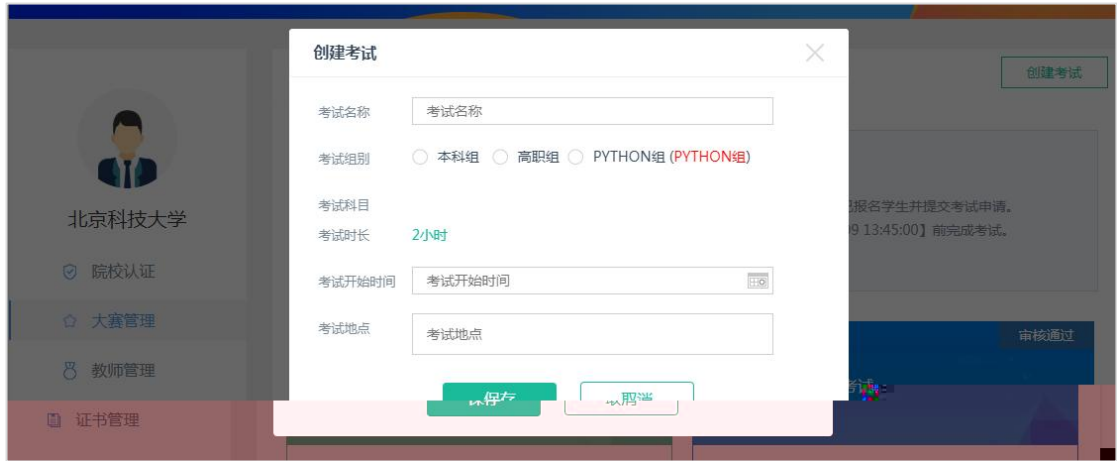 创建考试
创建考试
考试名称
考试名称
考试组别
本科组 高职组 PYTHON组 (PYTHON组)
考试科目
考试时长
2小时
考试开始时间
考试开始时间
考试地点
考试地点
保存
取消
北京科技大学
院校认证
大赛管理
教师管理
证书管理
报名学生并提交考试申请。
13:45:00】前完成考试。
审核通过